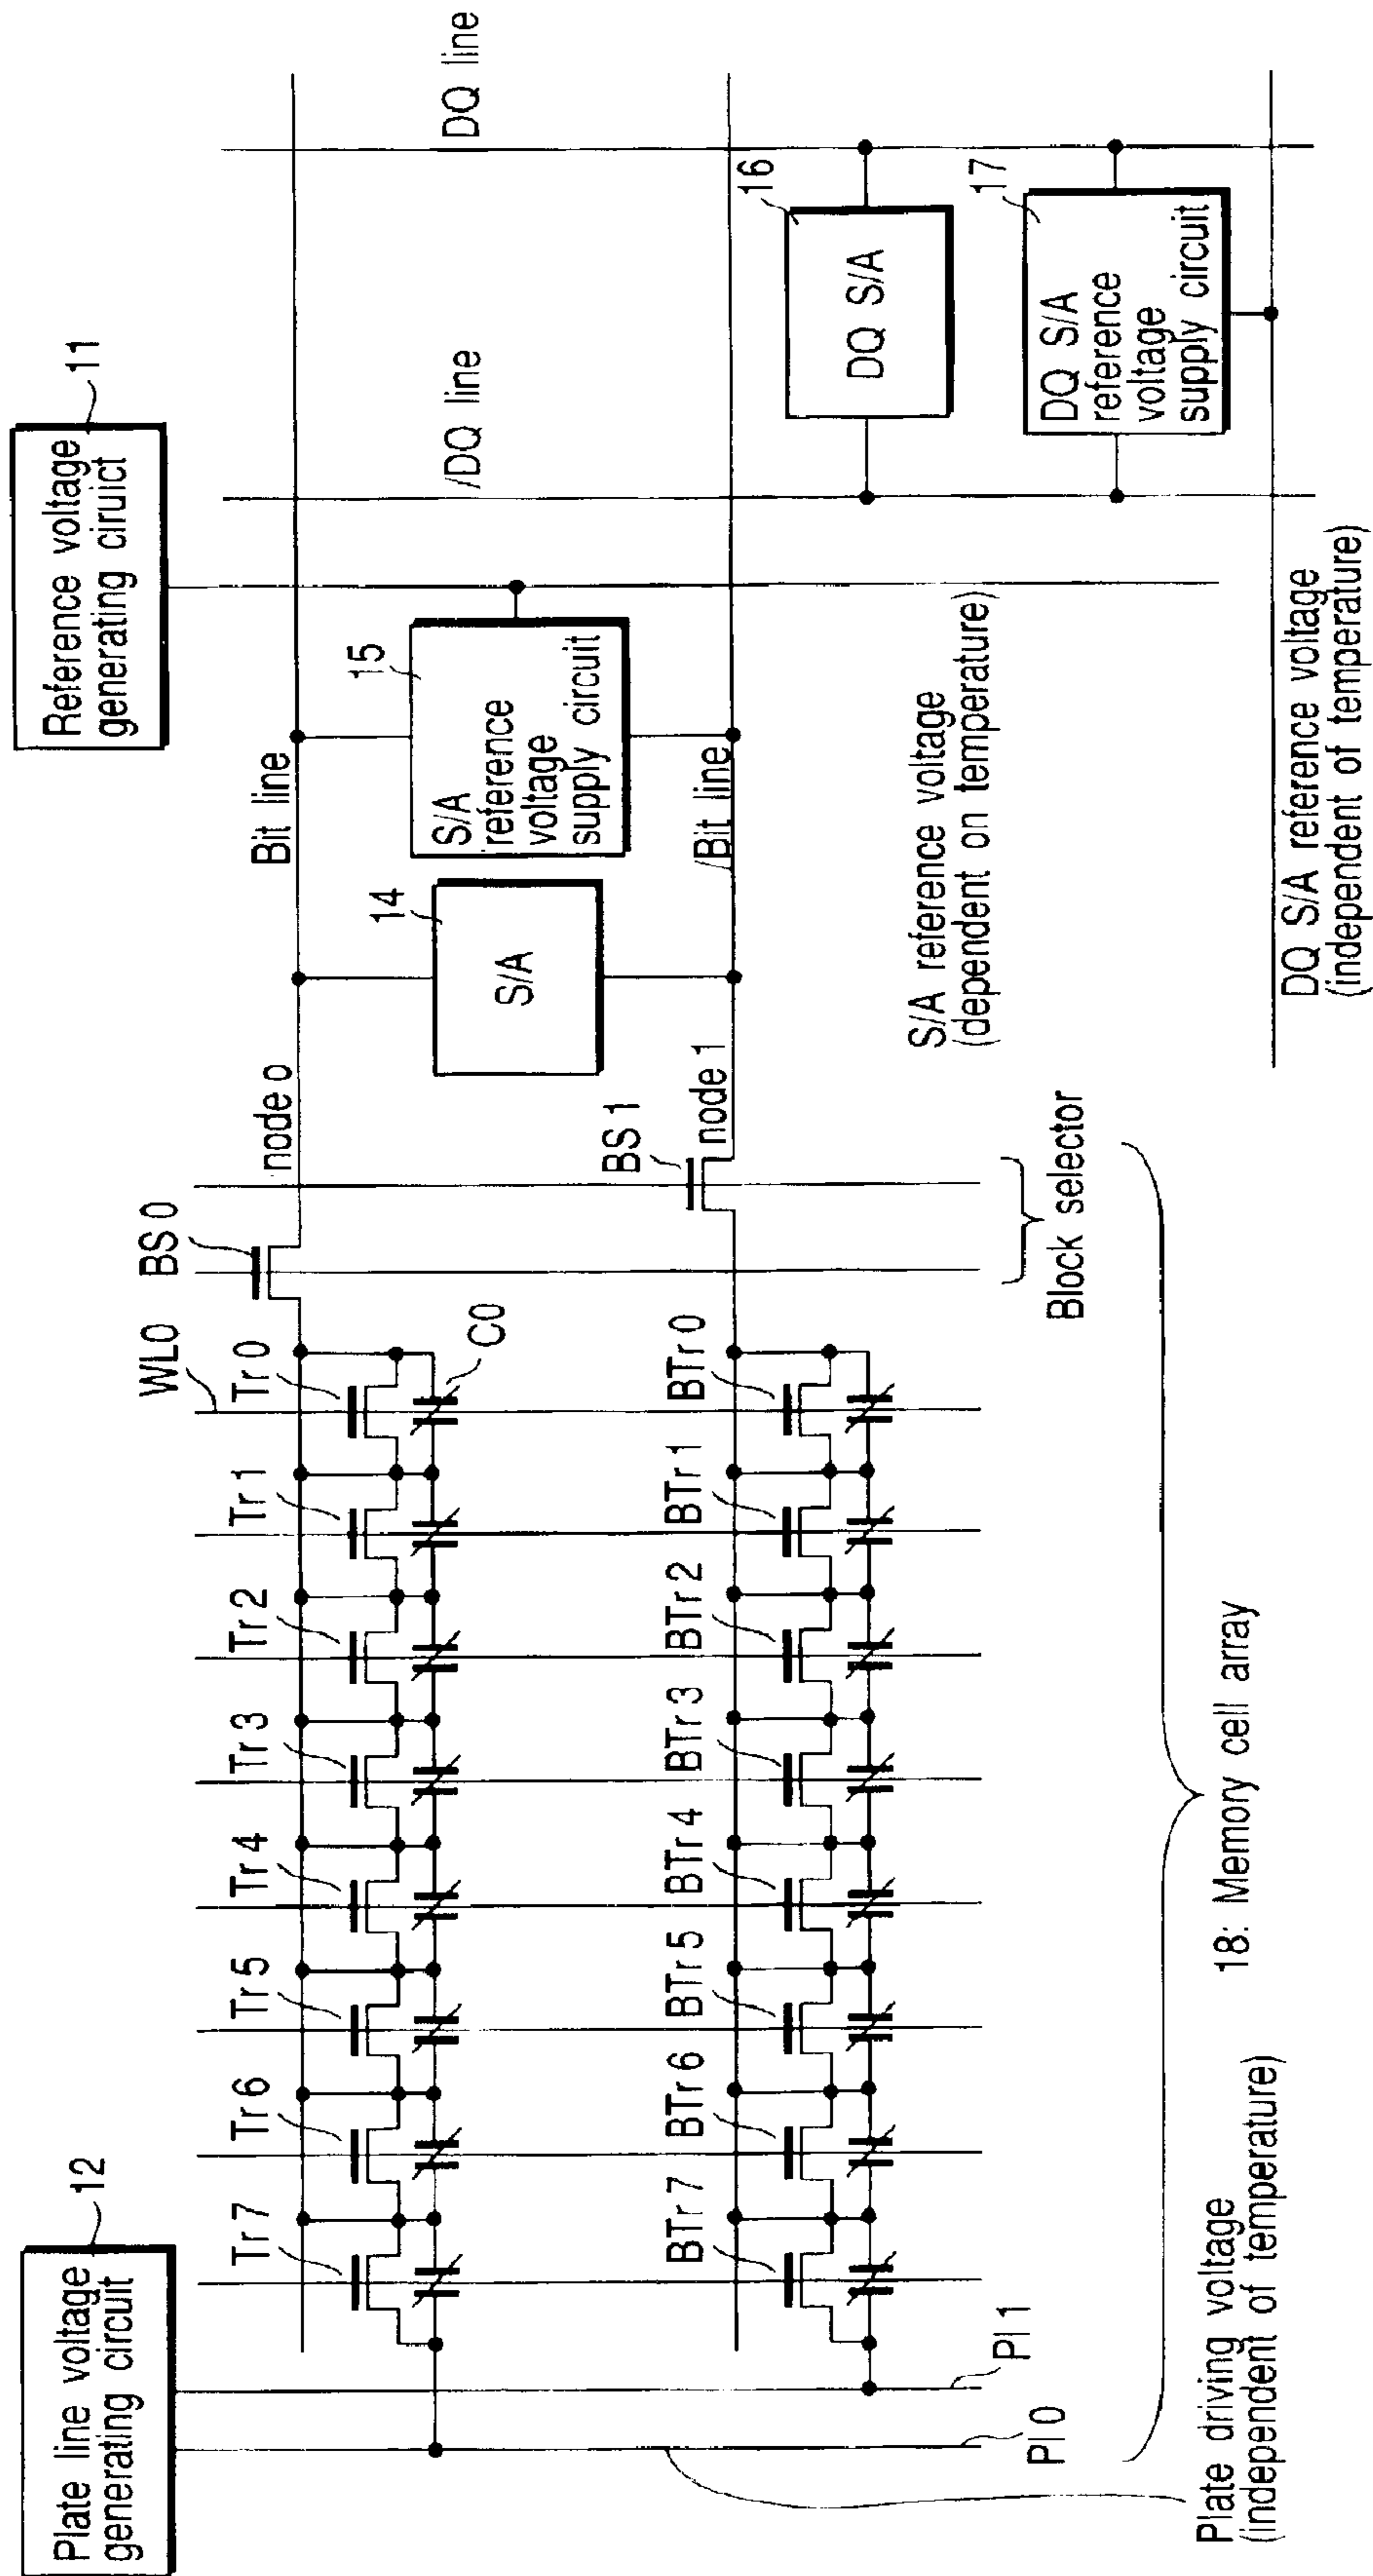 Plate line voltage
generating circuit
12
Reference voltage
generating ciruict
11
WL0
BS 0
Tr 7
Tr 6
Tr 5
Tr 4
Tr 3
Tr 2
Tr 1
Tr 0
C0
node 0
Bit line
/DQ line
DQ line
14
S/A
15
S/A
reference
voltage
supply circuit
BS 1
node 1
/Bit line
BTr 7
BTr 6
BTr 5
BTr 4
BTr 3
BTr 2
BTr 1
BTr 0
16
DQ S/A
17
DQ S/A
reference
voltage
supply circuit
S/A reference voltage
(dependent on temperature)
Pl 0
Pl 1
Block selector
18: Memory cell array
Plate driving voltage
(independent of temperature)
DQ S/A reference voltage
(independent of temperature)